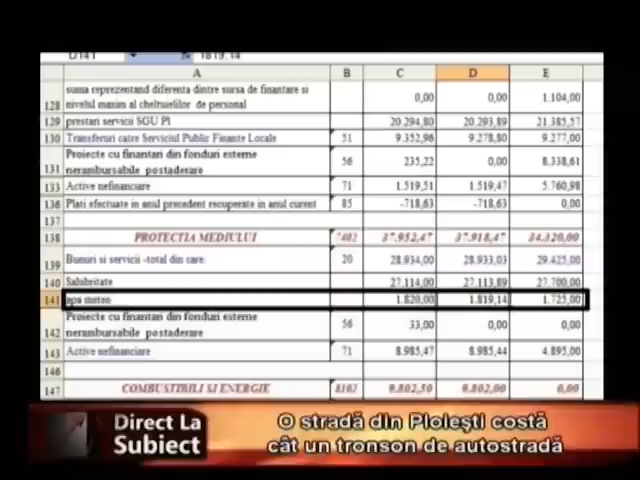 D141 fx 1819,14
A B C D E
suma reprezentand diferenta dintre sursa de finantare si
128 nivelul maxim al cheltuelilor de personal 0,00 0,00 1.104,00
129 prestari servicii SGU Pl 20.294,80 20.293,89 21.385,57
130 Transferuri catre Serviciul Public Finante Locale 51 9.352,96 9.278,80 9.277,00
Proiecte cu finantari din fonduri externe
131 nerambursabile postaderare 56 235,22 0,00 8.338,61
133 Active nefinanciare 71 1.519,51 1.519,47 5.760,98
136 Plati efectuate in anul precedent recuperate in anul curent 85 -718,63 -718,63 0,00
137
138 PROTECTIA MEDIULUI 7402 37.952,47 37.918,47 34.320,00
139 Bunuri si servicii -total din care: 20 28.934,00 28.933,03 29.425,00
140 Salubritate 27.114,00 27.113,89 27.700,00
141 apa meteo 1.820,00 1.819,14 1.725,00
Proiecte cu finantari din fonduri externe
142 nerambursabile postaderare 56 33,00 0,00 0,00
143 Active nefinanciare 71 8.985,47 8.985,44 4.895,00
146
147 COMBUSTIBILI SI ENERGIE 8102 9.802,50 9.802,00 0,00
Direct La
Subiect
O stradă din Ploieşti costă
cât un tronson de autostradă